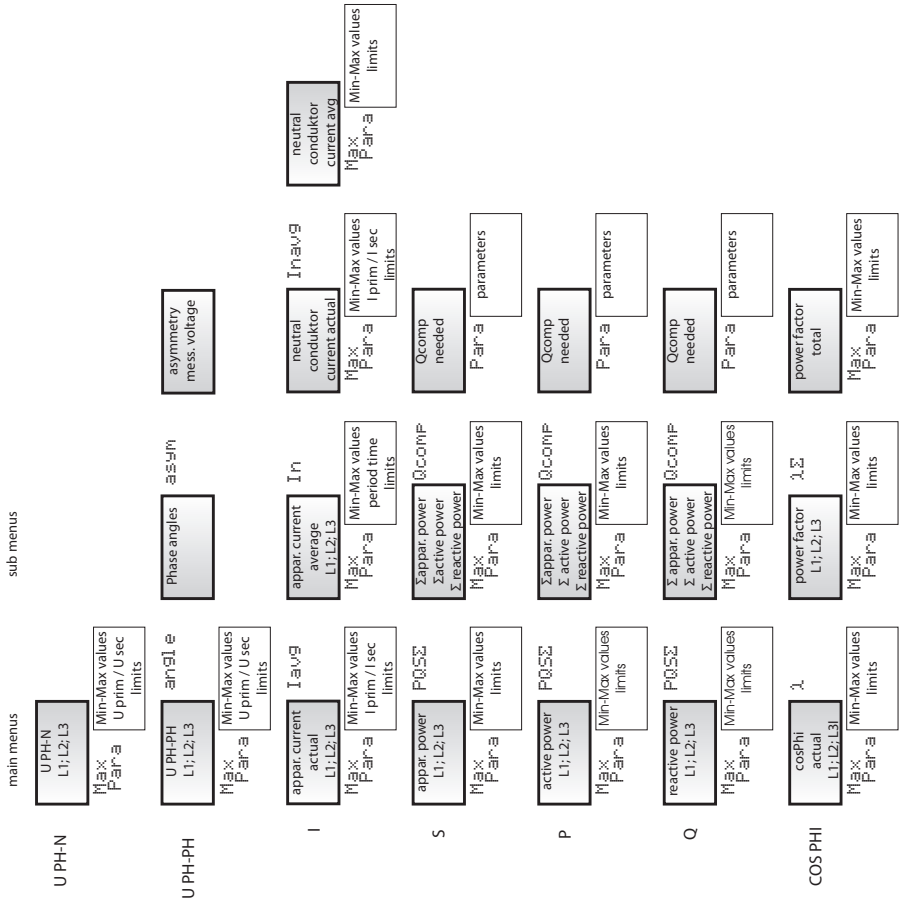 main menus
sub menus
U PH-N
U PH-N
L1; L2; L3
Max
Para
Min-Max values
U prim / U sec
limits
U PH-PH
U PH-PH
L1; L2; L3
angle
Max
Para
Min-Max values
U prim / U sec
limits
Phase angles
asym
asymmetry
mess. voltage
I
appar. current
actual
L1; L2; L3
Iavg
Max
Para
Min-Max values
I prim / I sec
limits
appar. current
average
L1; L2; L3
In
Max
Para
Min-Max values
period time
limits
neutral
conduktor
current actual
Inavg
Max
Para
Min-Max values
I prim / I sec
limits
neutral
conduktor
current avg
Max
Para
Min-Max values
limits
S
appar. power
L1; L2; L3
PQSΣ
Max
Para
Min-Max values
limits
Σappar. power
Σactive power
Σ reactive power
Qcomp
Max
Para
Min-Max values
limits
Qcomp
needed
Para
parameters
P
active power
L1; L2; L3
PQSΣ
Max
Para
Min-Max values
limits
Σappar. power
Σ active power
Σ reactive power
Qcomp
Max
Para
Min-Max values
limits
Qcomp
needed
Para
parameters
Q
reactive power
L1; L2; L3
PQSΣ
Max
Para
Min-Max values
limits
Σ appar. power
Σ active power
Σ reactive power
Qcomp
Max
Para
Min-Max values
limits
Qcomp
needed
Para
parameters
COS PHI
cosPhi
actual
L1; L2; L3I
λ
Max
Para
Min-Max values
limits
power factor
L1; L2; L3
λΣ
Max
Para
Min-Max values
limits
power factor
total
Max
Para
Min-Max values
limits